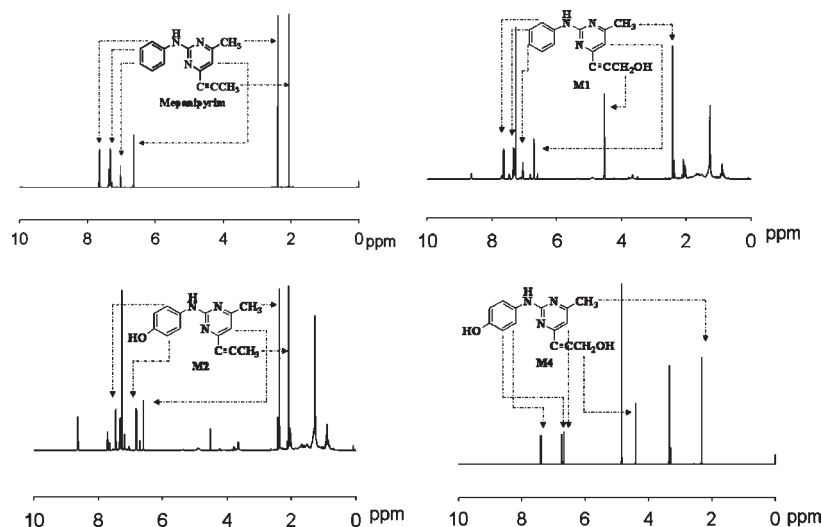 H
N
N
CH₃
N
C≡CCH₃
Mepanipyrim
10 8 6 4 2 0 ppm
H
N
N
CH₃
N
C≡CCH₂OH
M1
10 8 6 4 2 0 ppm
H
N
N
CH₃
N
HO
C≡CCH₃
M2
10 8 6 4 2 0 ppm
H
N
N
CH₃
N
HO
C≡CCH₂OH
M4
10 8 6 4 2 0 ppm